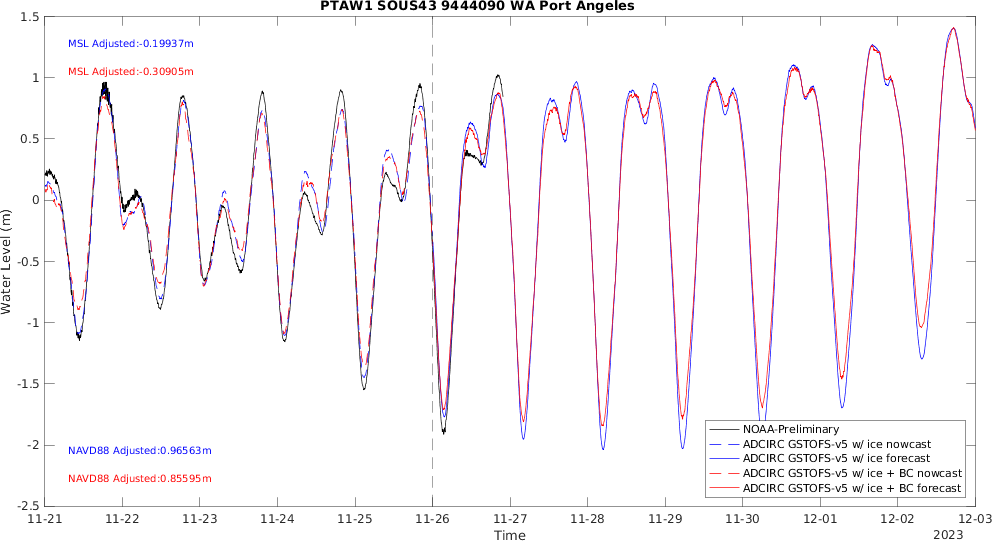 PTAW1 SOUS43 9444090 WA Port Angeles
1.5
1
0.5
0
-0.5
-1
-1.5
-2
-2.5
Water Level (m)
MSL Adjusted:-0.19937m
MSL Adjusted:-0.30905m
NAVD88 Adjusted:0.96563m
NAVD88 Adjusted:0.85595m
NOAA-Preliminary
ADCIRC GSTOFS-v5 w/ ice nowcast
ADCIRC GSTOFS-v5 w/ ice forecast
ADCIRC GSTOFS-v5 w/ ice + BC nowcast
ADCIRC GSTOFS-v5 w/ ice + BC forecast
11-21 11-22 11-23 11-24 11-25 11-26 11-27 11-28 11-29 11-30 12-01 12-02 12-03
Time
2023